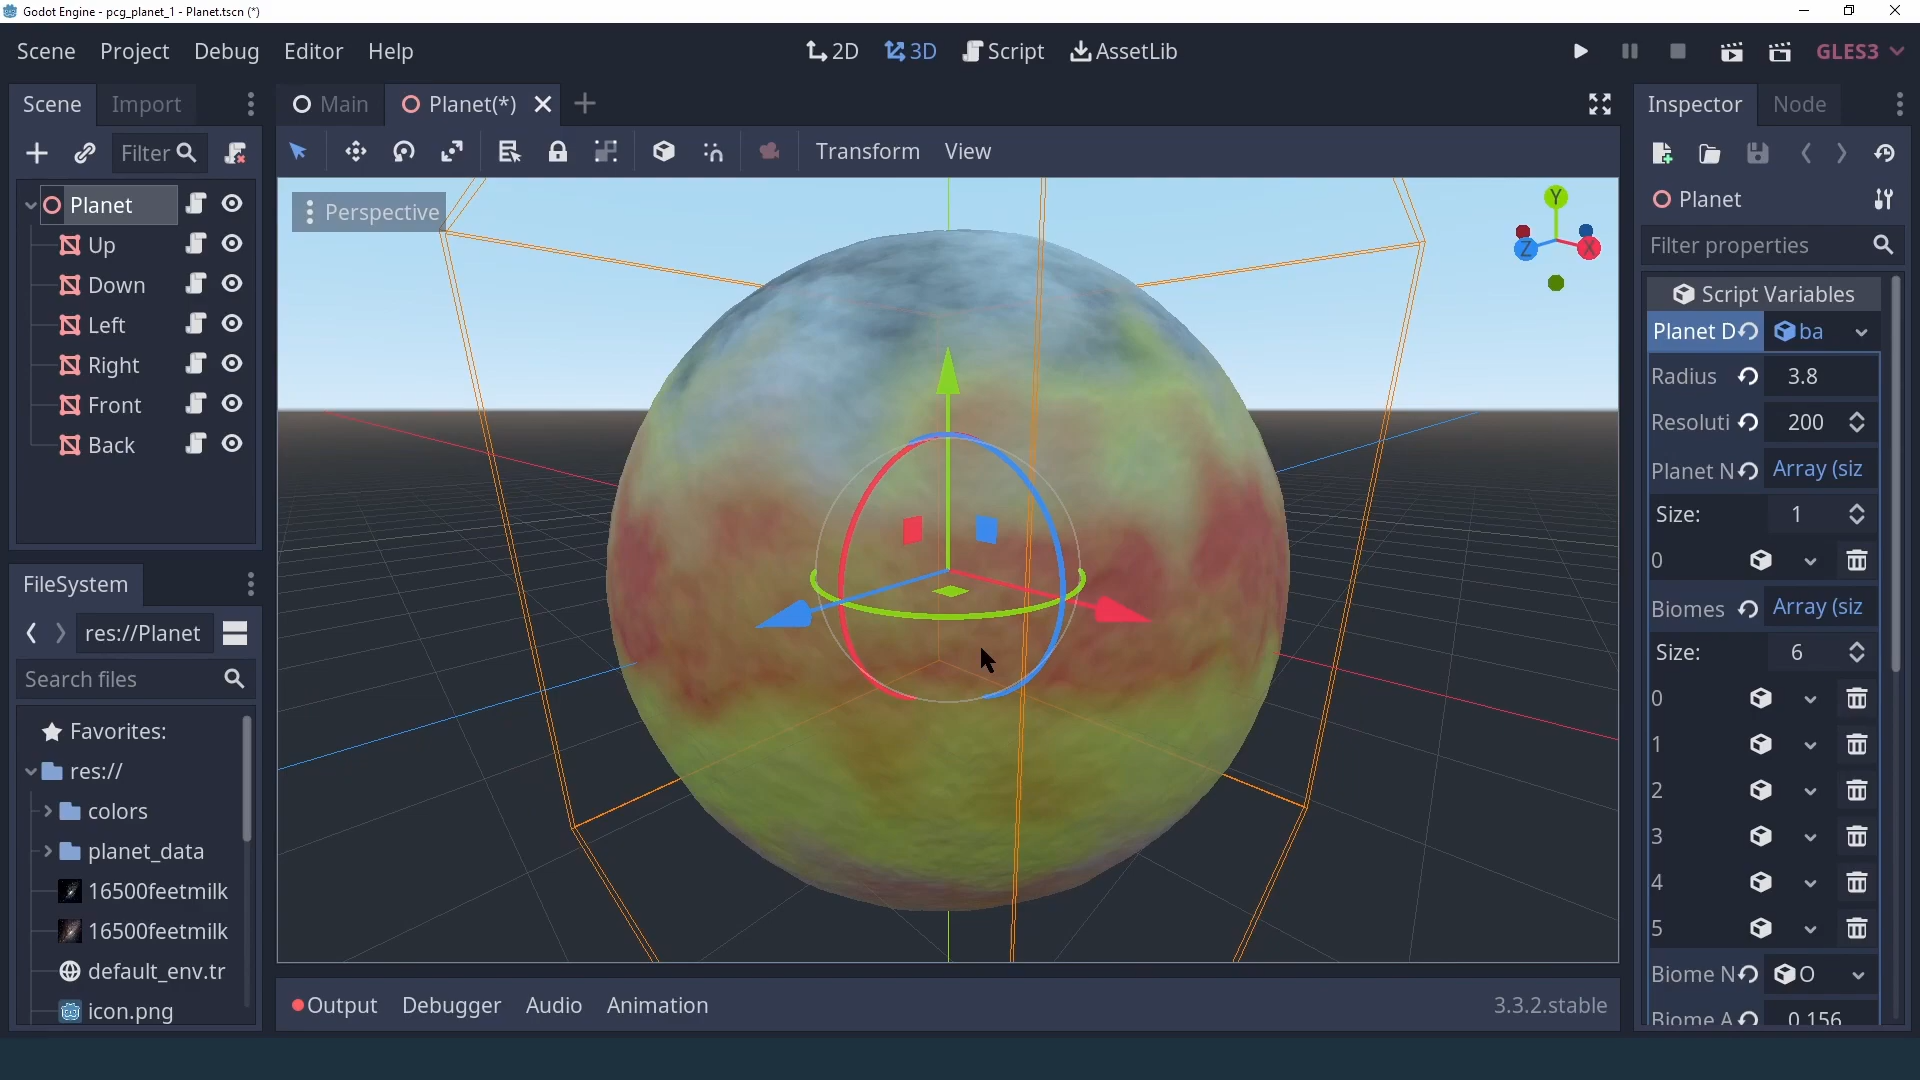 Godot Engine - pcg_planet_1 - Planet.tscn (*)
Scene Project Debug Editor Help
2D 3D Script AssetLib
GLES3
Scene Import
Filter
Planet
Up
Down
Left
Right
Front
Back
FileSystem
res://Planet
Search files
Favorites:
res://
colors
planet_data
16500feetmilk
16500feetmilk
default_env.tr
icon.png
Main Planet(*)
Transform View
Perspective
Y
Z X
Output Debugger Audio Animation
3.3.2.stable
Inspector Node
Planet
Filter properties
Script Variables
Planet D ba
Radius 3.8
Resoluti 200
Planet N Array (siz
Size: 1
0
Biomes Array (siz
Size: 6
0
1
2
3
4
5
Biome N O
Biome A 0.156